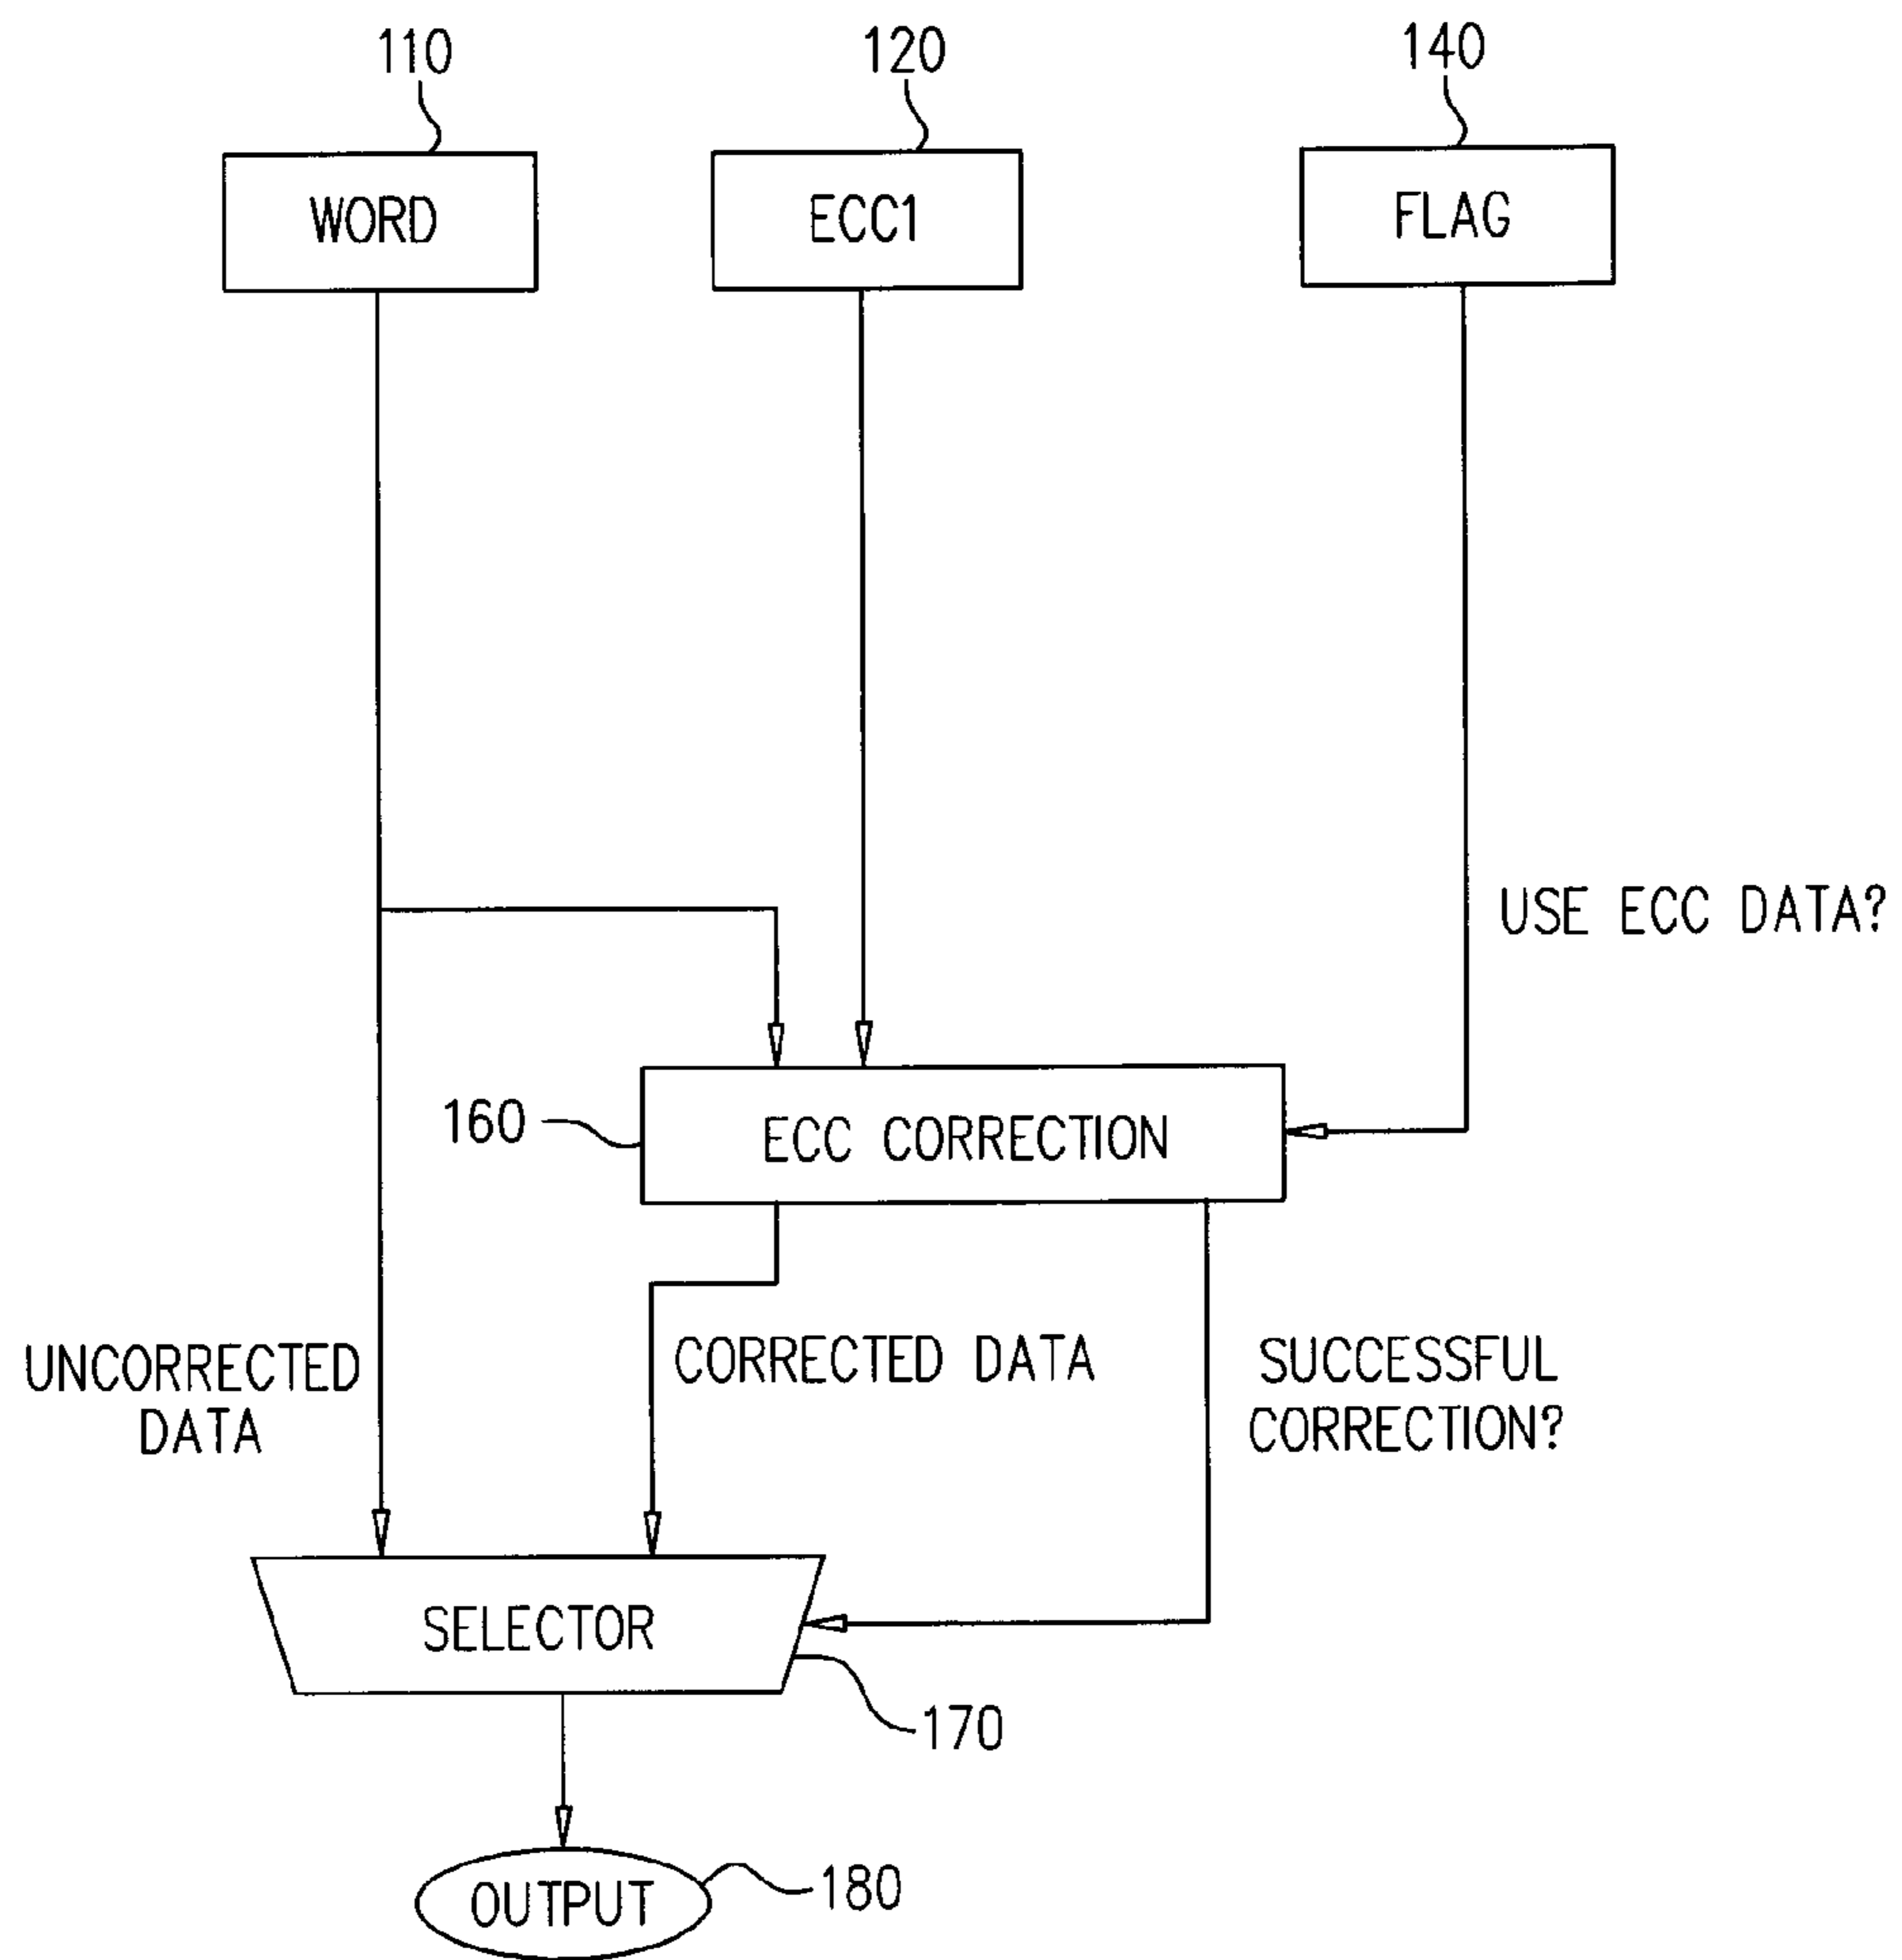 110
120
140
WORD
ECC1
FLAG
USE ECC DATA?
160
ECC CORRECTION
UNCORRECTED
DATA
CORRECTED DATA
SUCCESSFUL
CORRECTION?
SELECTOR
170
OUTPUT
180